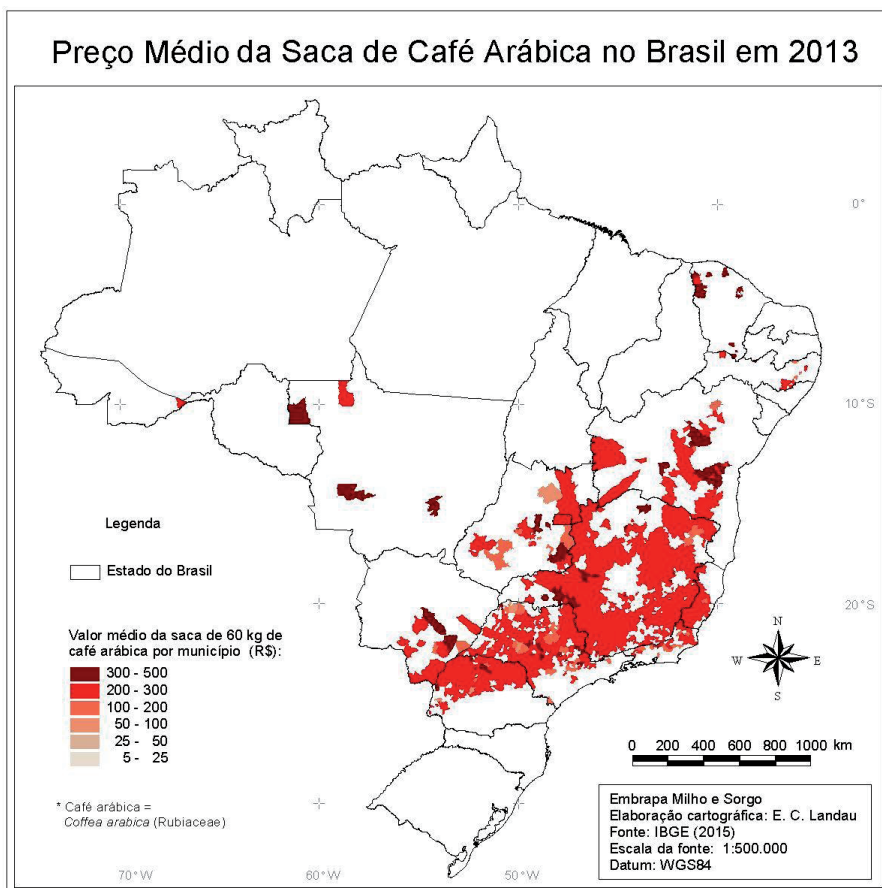 Preço Médio da Saca de Café Arábica no Brasil em 2013
0°
10°S
20°S
Legenda
Estado do Brasil
Valor médio da saca de 60 kg de
café arábica por município (R$):
300 - 500
200 - 300
100 - 200
50 - 100
25 - 50
5 - 25
* Café arábica =
Coffea arabica (Rubiaceae)
N
W E
S
0 200 400 600 800 1000 km
Embrapa Milho e Sorgo
Elaboração cartográfica: E. C. Landau
Fonte: IBGE (2015)
Escala da fonte: 1:500.000
Datum: WGS84
70°W 60°W 50°W